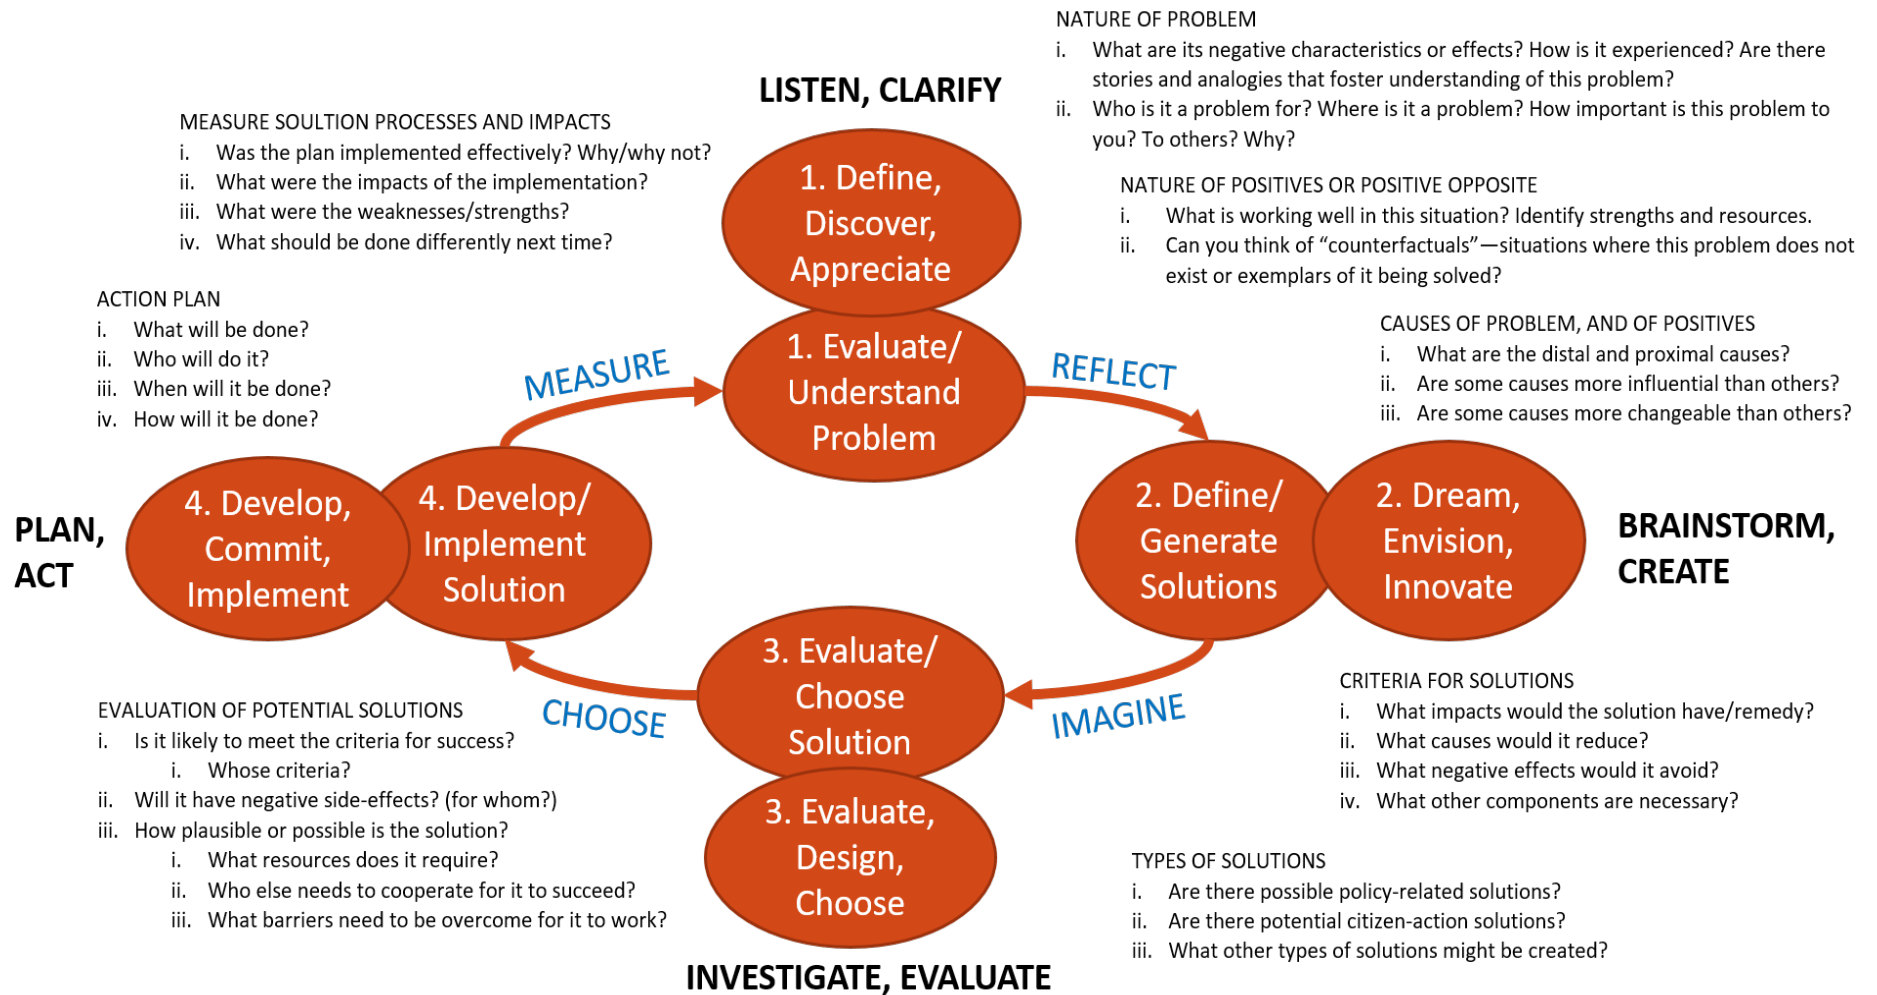 NATURE OF PROBLEM
i. What are its negative characteristics or effects? How is it experienced? Are there
stories and analogies that foster understanding of this problem?
ii. Who is it a problem for? Where is it a problem? How important is this problem to
you? To others? Why?
LISTEN, CLARIFY
MEASURE SOULTION PROCESSES AND IMPACTS
i. Was the plan implemented effectively? Why/why not?
ii. What were the impacts of the implementation?
iii. What were the weaknesses/strengths?
iv. What should be done differently next time?
1. Define,
Discover,
Appreciate
NATURE OF POSITIVES OR POSITIVE OPPOSITE
i. What is working well in this situation? Identify strengths and resources.
ii. Can you think of “counterfactuals”—situations where this problem does not
exist or exemplars of it being solved?
ACTION PLAN
i. What will be done?
ii. Who will do it?
iii. When will it be done?
iv. How will it be done?
MEASURE
1. Evaluate/
Understand
Problem
REFLECT
CAUSES OF PROBLEM, AND OF POSITIVES
i. What are the distal and proximal causes?
ii. Are some causes more influential than others?
iii. Are some causes more changeable than others?
PLAN,
ACT
4. Develop,
Commit,
Implement
4. Develop/
Implement
Solution
2. Define/
Generate
Solutions
2. Dream,
Envision,
Innovate
BRAINSTORM,
CREATE
EVALUATION OF POTENTIAL SOLUTIONS
i. Is it likely to meet the criteria for success?
i. Whose criteria?
ii. Will it have negative side-effects? (for whom?)
iii. How plausible or possible is the solution?
i. What resources does it require?
ii. Who else needs to cooperate for it to succeed?
iii. What barriers need to be overcome for it to work?
CHOOSE
3. Evaluate/
Choose
Solution
IMAGINE
CRITERIA FOR SOLUTIONS
i. What impacts would the solution have/remedy?
ii. What causes would it reduce?
iii. What negative effects would it avoid?
iv. What other components are necessary?
3. Evaluate,
Design,
Choose
TYPES OF SOLUTIONS
i. Are there possible policy-related solutions?
ii. Are there potential citizen-action solutions?
iii. What other types of solutions might be created?
INVESTIGATE, EVALUATE